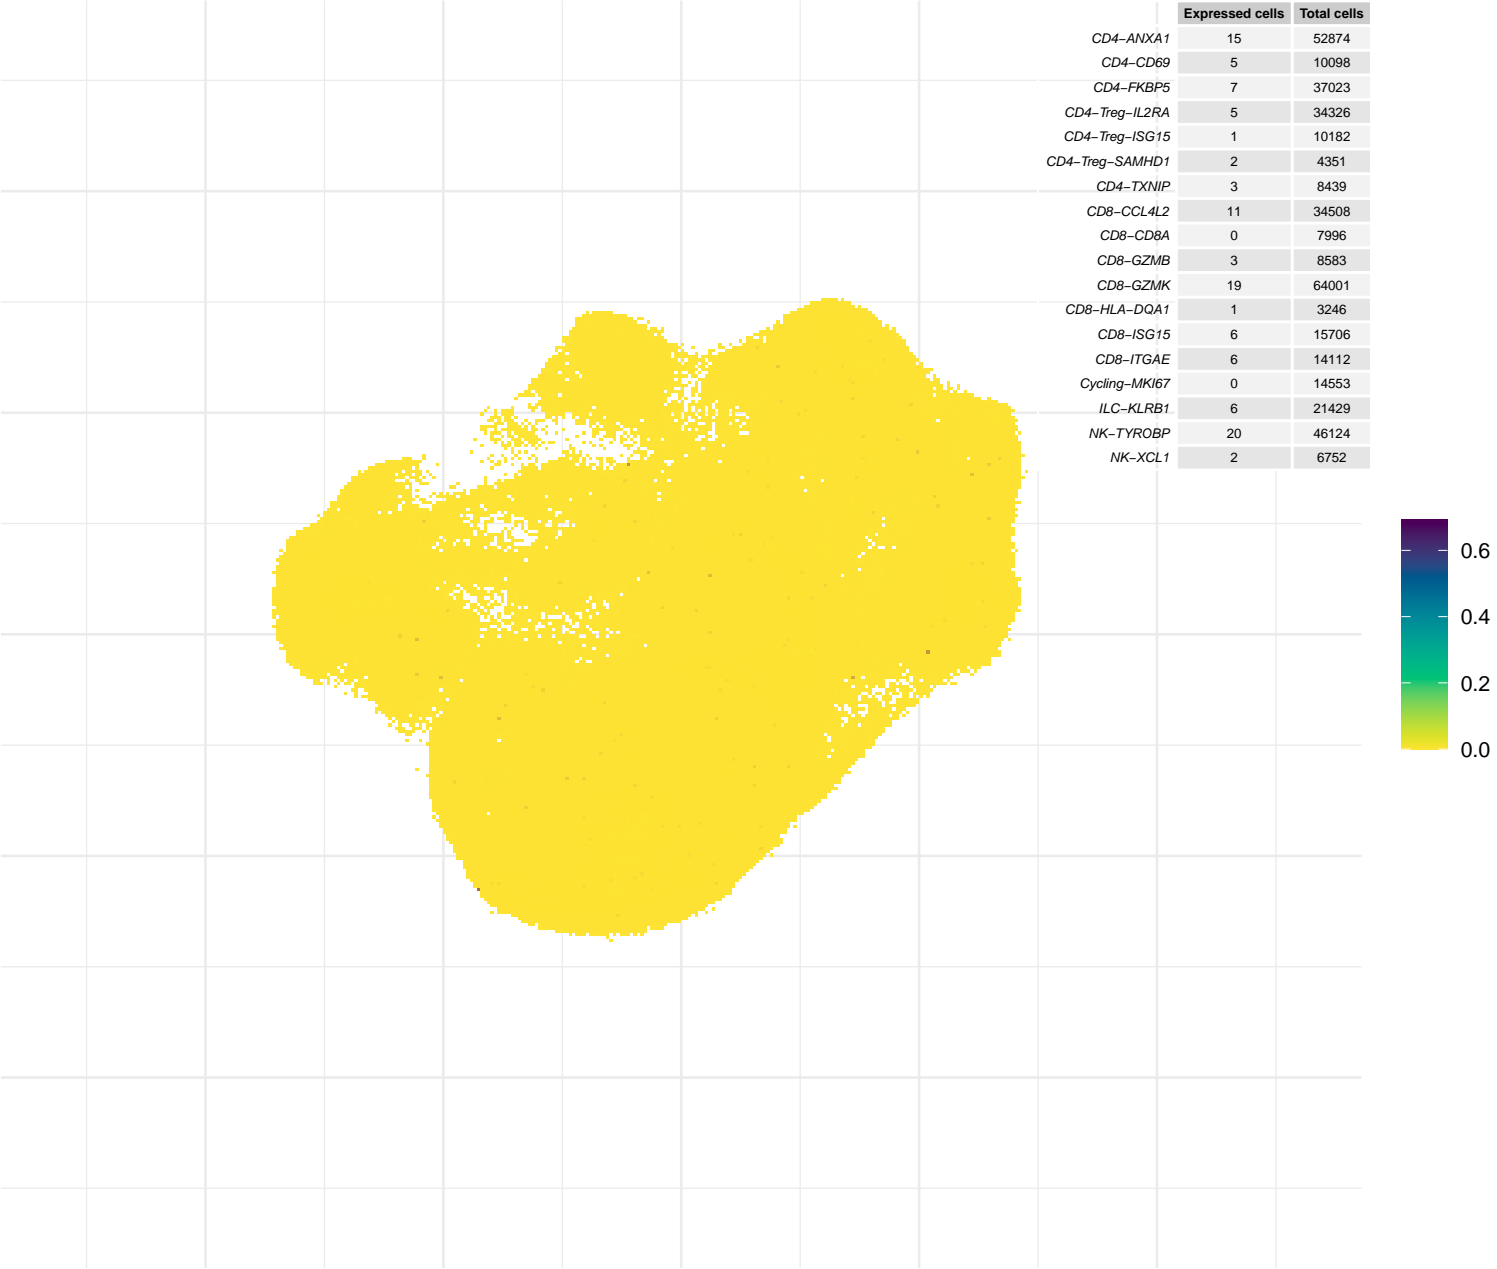 Expressed cells Total cells
CD4−ANXA1 15 52874
CD4−CD69 5 10098
CD4−FKBP5 7 37023
CD4−Treg−IL2RA 5 34326
CD4−Treg−ISG15 1 10182
CD4−Treg−SAMHD1 2 4351
CD4−TXNIP 3 8439
CD8−CCL4L2 11 34508
CD8−CD8A 0 7996
CD8−GZMB 3 8583
CD8−GZMK 19 64001
CD8−HLA−DQA1 1 3246
CD8−ISG15 6 15706
CD8−ITGAE 6 14112
Cycling−MKI67 0 14553
ILC−KLRB1 6 21429
NK−TYROBP 20 46124
NK−XCL1 2 6752
0.6
0.4
0.2
0.0